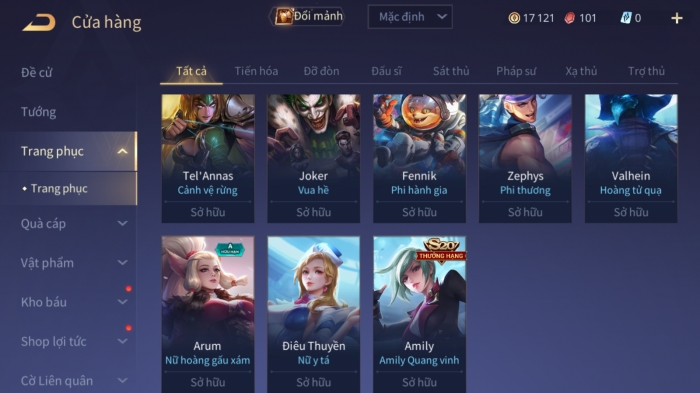 Cửa hàng
Đổi mảnh
Mặc định
17 121
101
0
Đề cử
Tướng
Trang phục
Trang phục
Quà cáp
Vật phẩm
Kho báu
Shop lợi tức
Cờ Liên quân
Tất cả Tiến hóa Đỡ đòn Đấu sĩ Sát thủ Pháp sư Xạ thủ Trợ thủ
Tel'Annas
Cảnh vệ rừng
Sở hữu
Joker
Vua hề
Sở hữu
Fennik
Phi hành gia
Sở hữu
Zephys
Phi thương
Sở hữu
Valhein
Hoàng tử quạ
Sở hữu
A
Arum
Nữ hoàng gấu xám
Sở hữu
Điêu Thuyền
Nữ y tá
Sở hữu
S20
THƯỞNG HẠNG
Amily
Amily Quang vinh
Sở hữu